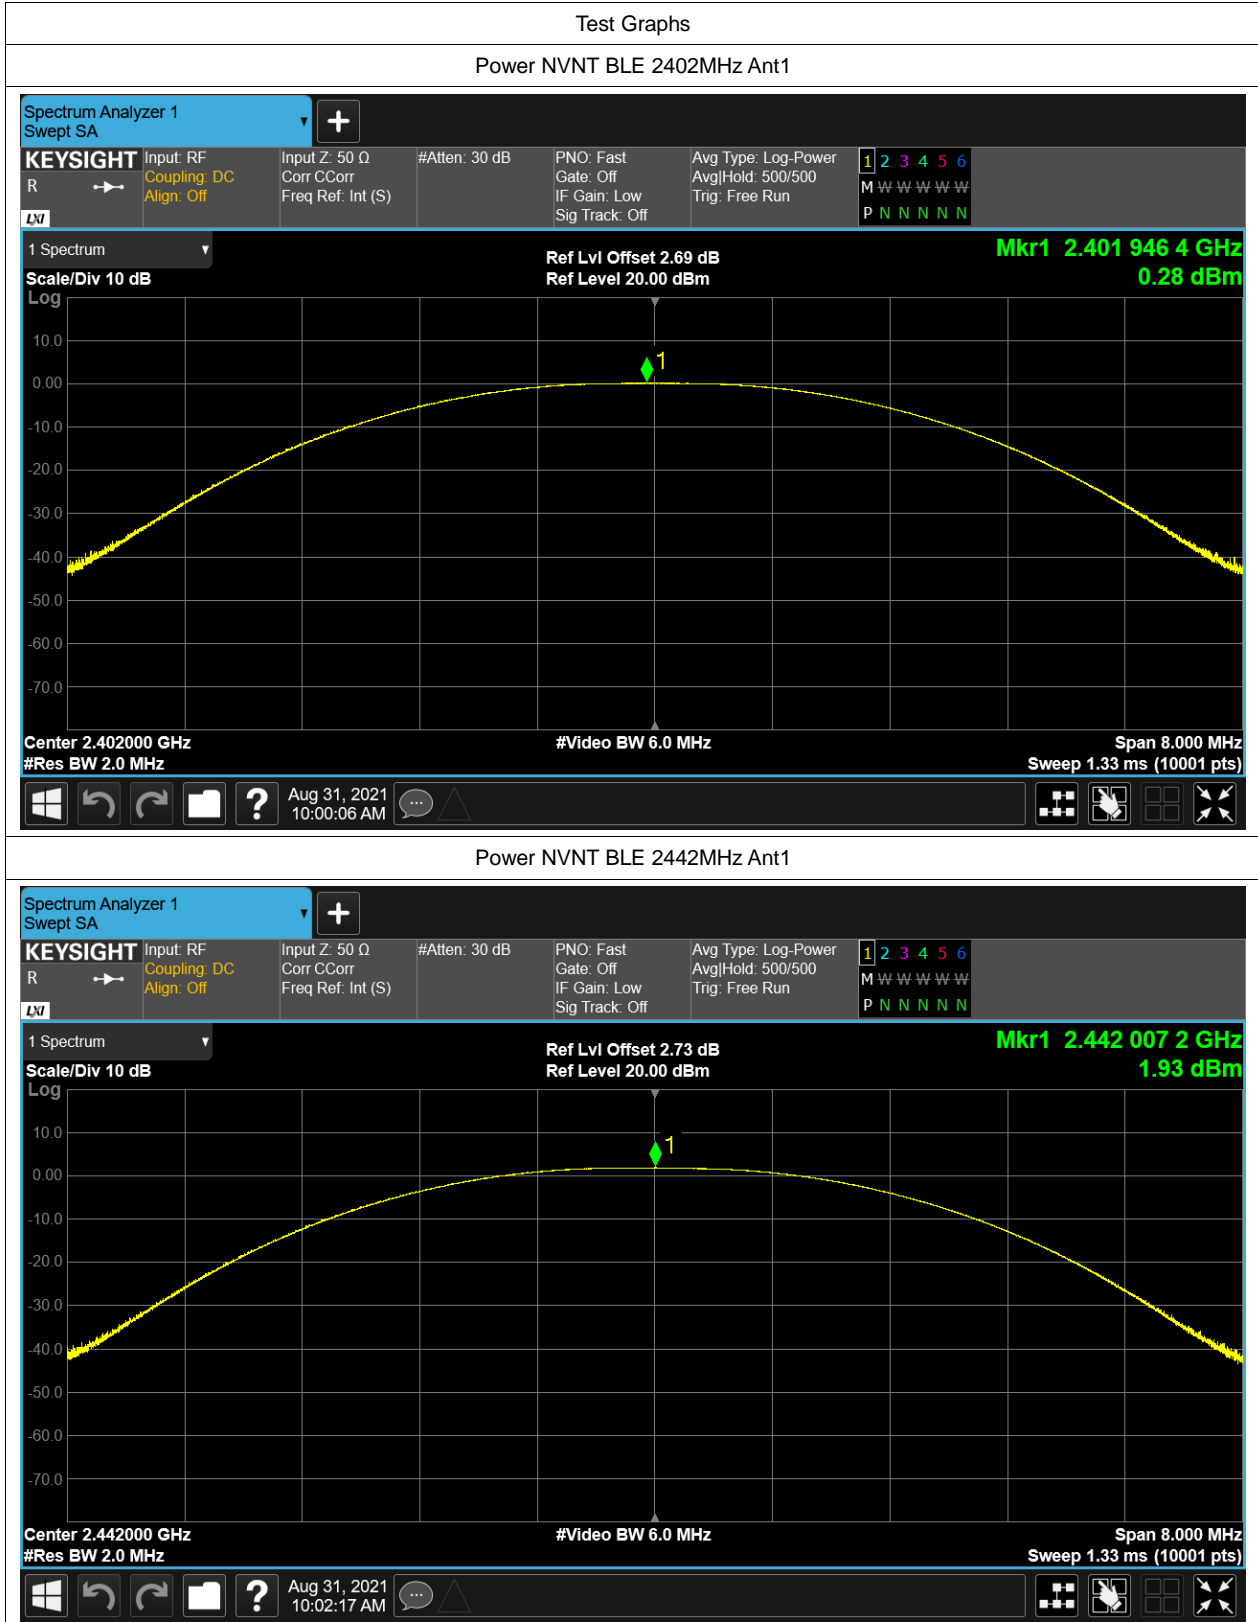 Test Graphs
Power NVNT BLE 2402MHz Ant1
Spectrum Analyzer 1
Swept SA
KEYSIGHT
R
LXI
Input: RF
Coupling: DC
Align: Off
Input Z: 50 Ω
Corr CCorr
Freq Ref: Int (S)
#Atten: 30 dB
PNO: Fast
Gate: Off
IF Gain: Low
Sig Track: Off
Avg Type: Log-Power
Avg|Hold: 500/500
Trig: Free Run
1 2 3 4 5 6
M W W W W W
P N N N N N
1 Spectrum
Scale/Div 10 dB
Ref Lvl Offset 2.69 dB
Ref Level 20.00 dBm
Mkr1 2.401 946 4 GHz
0.28 dBm
Log
10.0
0.00
-10.0
-20.0
-30.0
-40.0
-50.0
-60.0
-70.0
1
Center 2.402000 GHz
#Res BW 2.0 MHz
#Video BW 6.0 MHz
Span 8.000 MHz
Sweep 1.33 ms (10001 pts)
?
Aug 31, 2021
10:00:06 AM
Power NVNT BLE 2442MHz Ant1
Spectrum Analyzer 1
Swept SA
KEYSIGHT
R
LXI
Input: RF
Coupling: DC
Align: Off
Input Z: 50 Ω
Corr CCorr
Freq Ref: Int (S)
#Atten: 30 dB
PNO: Fast
Gate: Off
IF Gain: Low
Sig Track: Off
Avg Type: Log-Power
Avg|Hold: 500/500
Trig: Free Run
1 2 3 4 5 6
M W W W W W
P N N N N N
1 Spectrum
Scale/Div 10 dB
Ref Lvl Offset 2.73 dB
Ref Level 20.00 dBm
Mkr1 2.442 007 2 GHz
1.93 dBm
Log
10.0
0.00
-10.0
-20.0
-30.0
-40.0
-50.0
-60.0
-70.0
1
Center 2.442000 GHz
#Res BW 2.0 MHz
#Video BW 6.0 MHz
Span 8.000 MHz
Sweep 1.33 ms (10001 pts)
?
Aug 31, 2021
10:02:17 AM